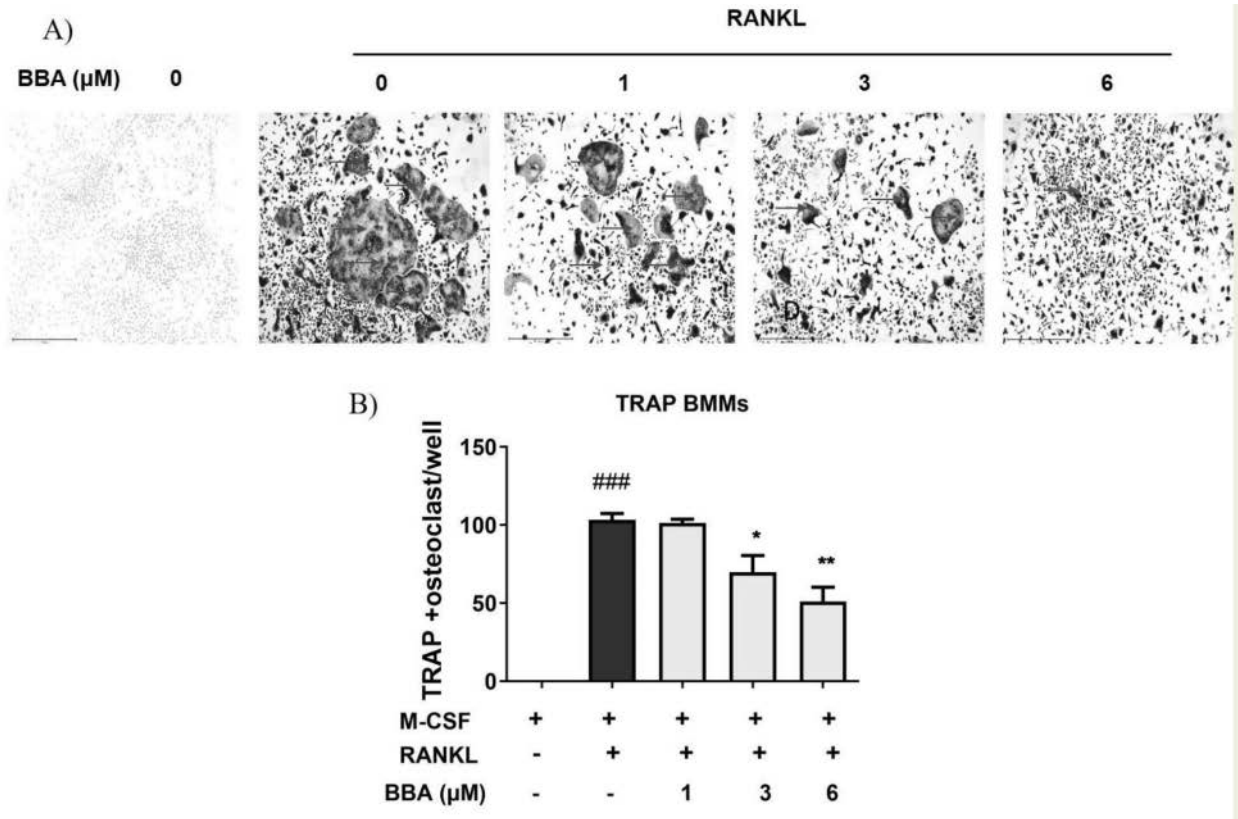 A)
RANKL
BBA (μM) 0 0 1 3 6
D
B)
TRAP BMMs
TRAP +osteoclast/well
150
100
50
0
###
*
**
M-CSF + + + + +
RANKL - + + + +
BBA (μM) - - 1 3 6